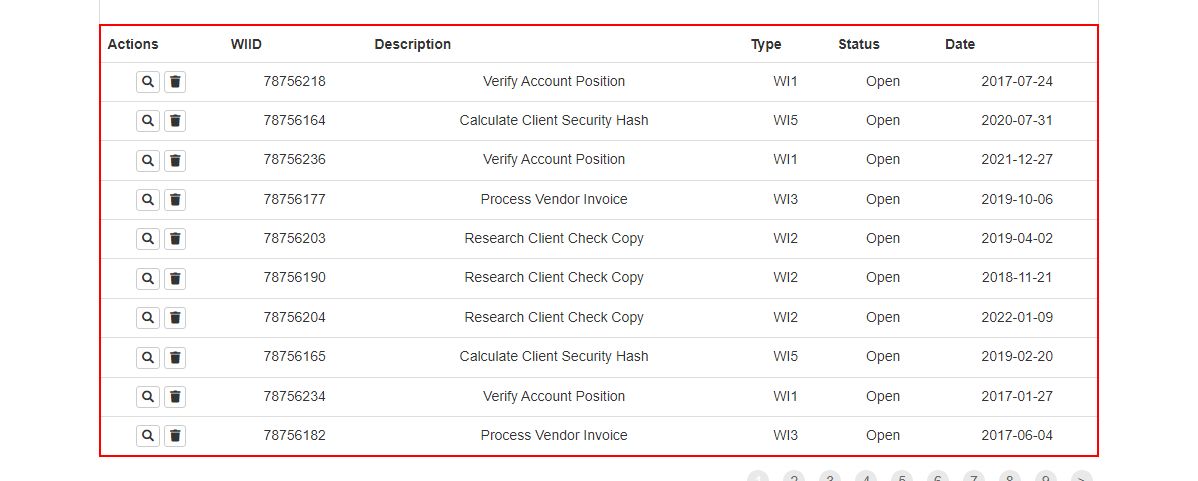 Actions WIID Description Type Status Date
78756218 Verify Account Position WI1 Open 2017-07-24
78756164 Calculate Client Security Hash WI5 Open 2020-07-31
78756236 Verify Account Position WI1 Open 2021-12-27
78756177 Process Vendor Invoice WI3 Open 2019-10-06
78756203 Research Client Check Copy WI2 Open 2019-04-02
78756190 Research Client Check Copy WI2 Open 2018-11-21
78756204 Research Client Check Copy WI2 Open 2022-01-09
78756165 Calculate Client Security Hash WI5 Open 2019-02-20
78756234 Verify Account Position WI1 Open 2017-01-27
78756182 Process Vendor Invoice WI3 Open 2017-06-04
1 2 3 4 5 6 7 8 9 >